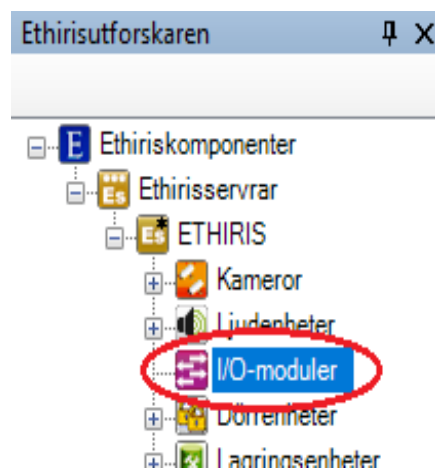 Ethirisutforskaren
Ethiriskomponenter
Ethirisservrar
ETHIRIS
Kameror
Ljudenheter
I/O-moduler
Dörrenheter
Lagringsenheter